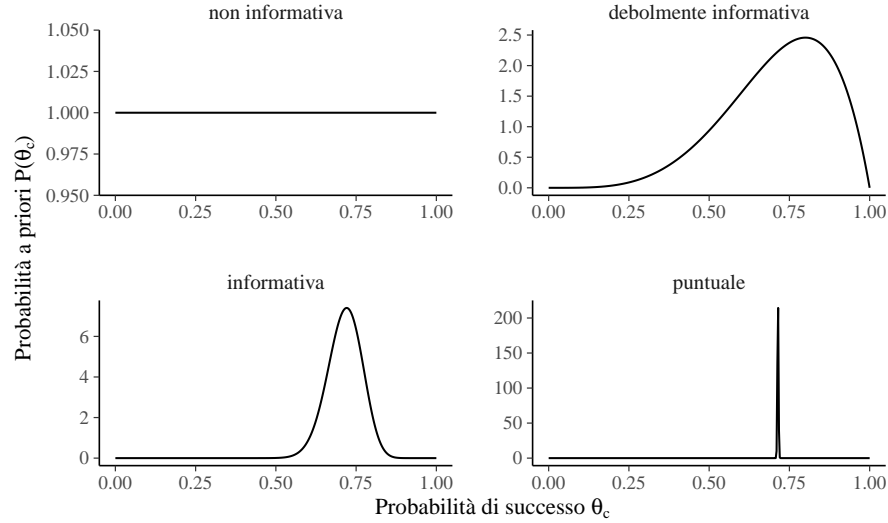 non informativa
debolmente informativa
1.050
1.025
1.000
0.975
0.950
0.00 0.25 0.50 0.75 1.00
2.5
2.0
1.5
1.0
0.5
0.0
0.00 0.25 0.50 0.75 1.00
Probabilità a priori P(θc)
informativa
puntuale
6
4
2
0
0.00 0.25 0.50 0.75 1.00
200
150
100
50
0
0.00 0.25 0.50 0.75 1.00
Probabilità di successo θc